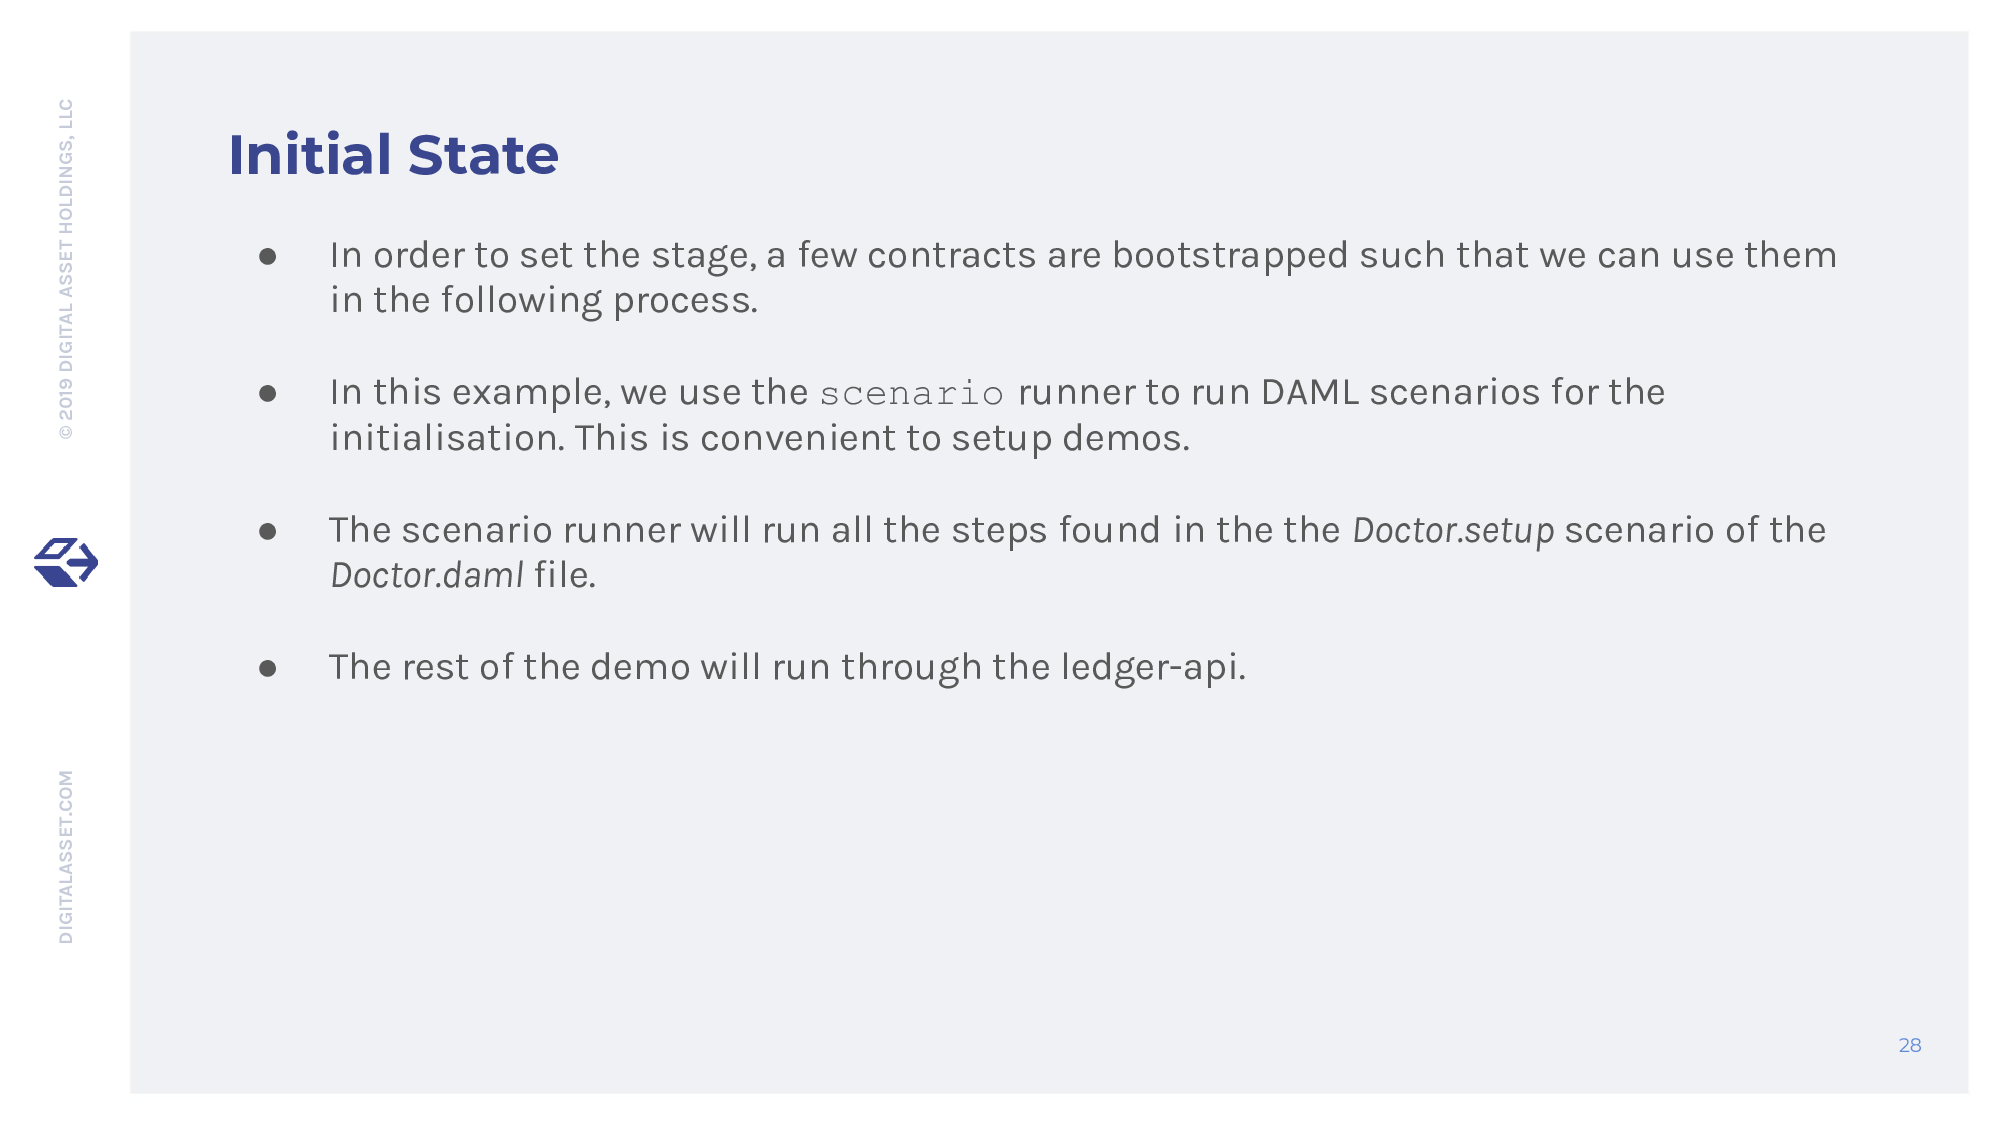 © 2019 DIGITAL ASSET HOLDINGS, LLC
DIGITALASSET.COM
Initial State
● In order to set the stage, a few contracts are bootstrapped such that we can use them
in the following process.
● In this example, we use the scenario runner to run DAML scenarios for the
initialisation. This is convenient to setup demos.
● The scenario runner will run all the steps found in the the Doctor.setup scenario of the
Doctor.daml file.
● The rest of the demo will run through the ledger-api.
28